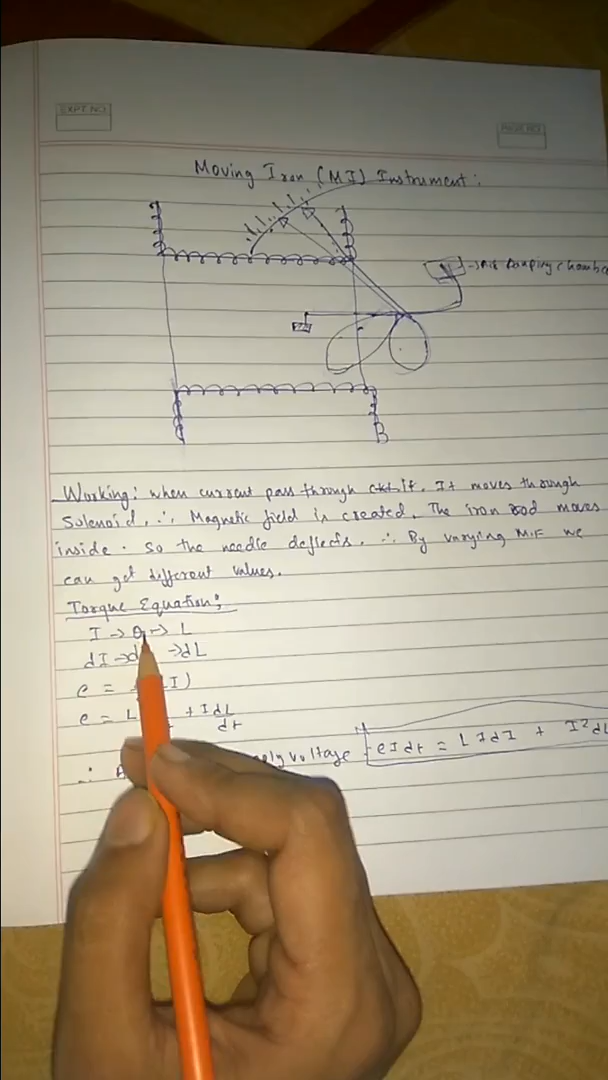 EXPT. NO.
PAGE NO.
Moving Iron (MI) Instrument:
→ Air Damping chamber
Working: When current pass through ckt it. It moves through
Solenoid. ∴ Magnetic field is created. The iron rod moves
inside. So the needle deflects. ∴ By varying M.F we
can get different values.
Torque Equation:
I → θ → L
dI → d → dL
e = I)
e = L + I dL/dt
∴ voltage eIdt = LIdI + I²dL